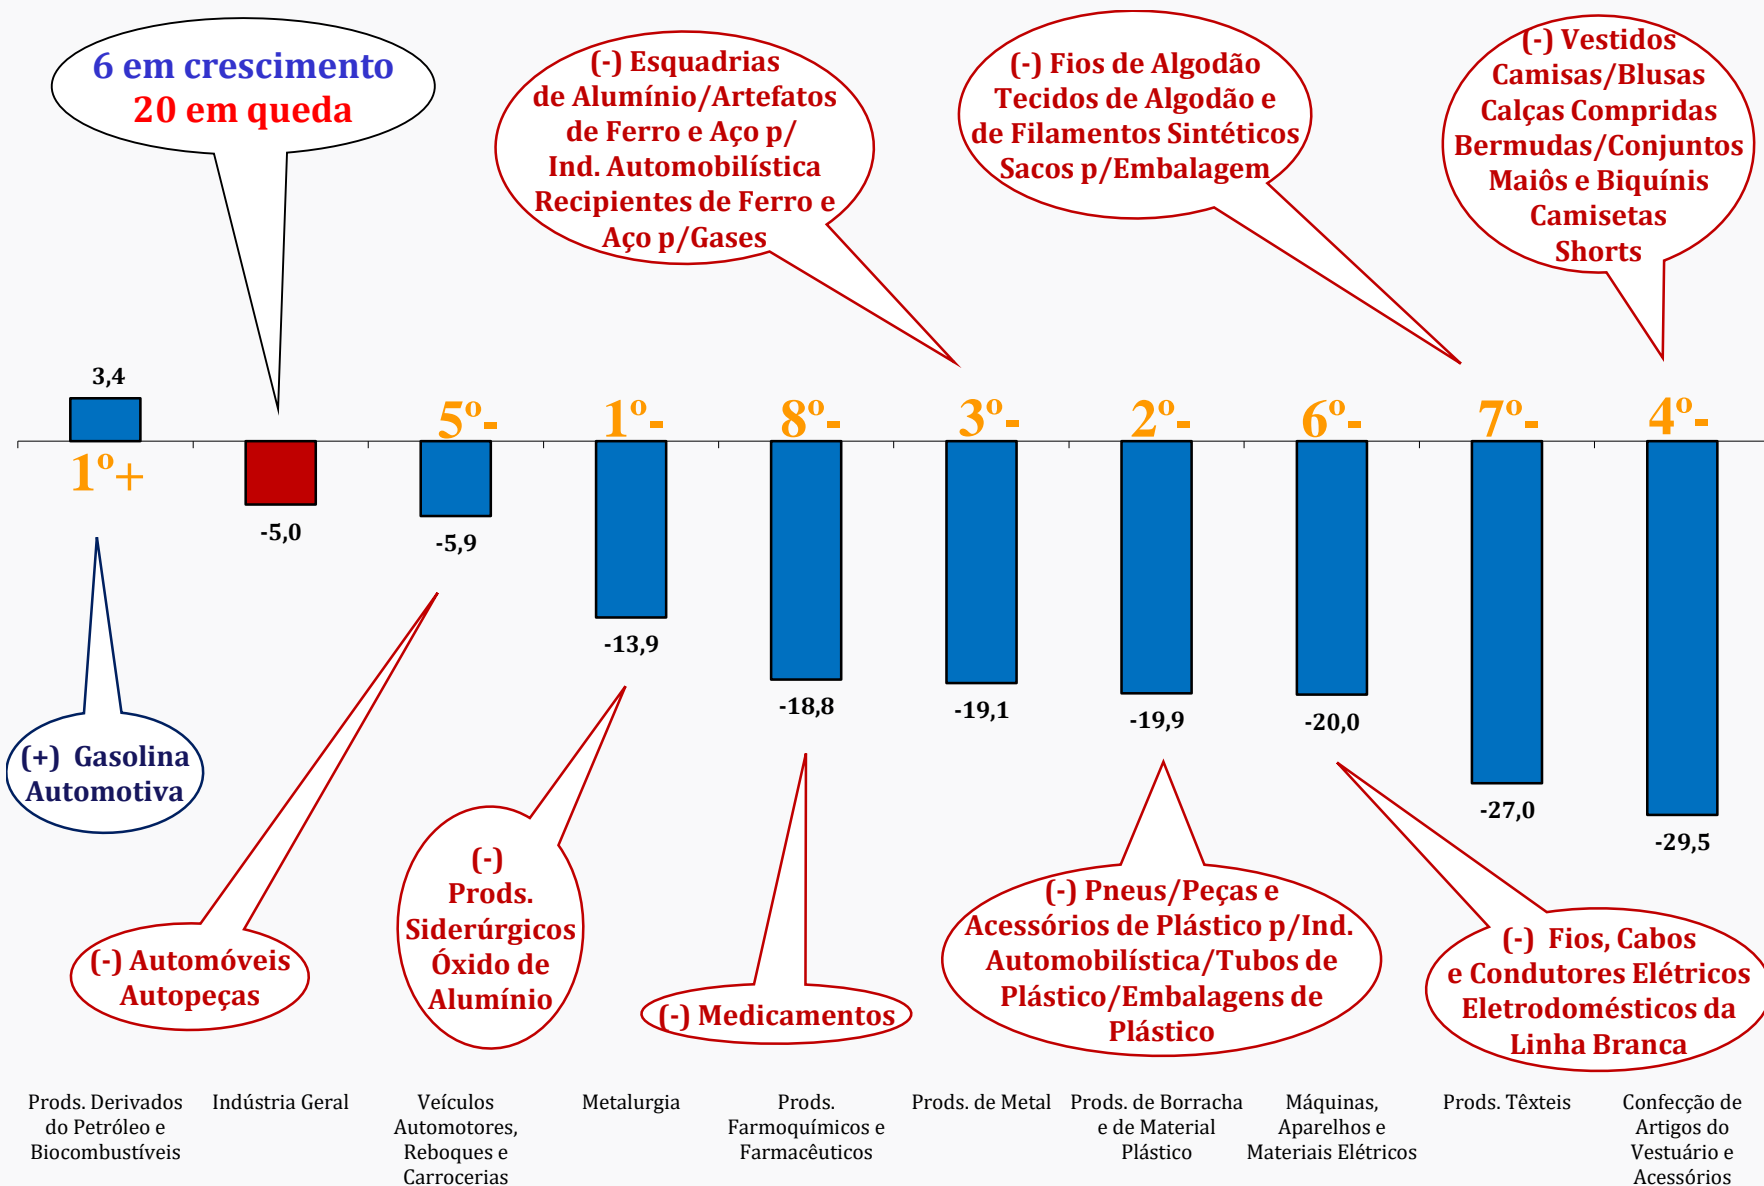 6 em crescimento
20 em queda
(-) Esquadrias
de Alumínio/Artefatos
de Ferro e Aço p/
Ind. Automobilística
Recipientes de Ferro e
Aço p/Gases
(-) Fios de Algodão
Tecidos de Algodão e
de Filamentos Sintéticos
Sacos p/Embalagem
(-) Vestidos
Camisas/Blusas
Calças Compridas
Bermudas/Conjuntos
Maiôs e Biquínis
Camisetas
Shorts
3,4
1º+
-5,0
5º-
-5,9
1º-
-13,9
8º-
-18,8
3º-
-19,1
2º-
-19,9
6º-
-20,0
7º-
-27,0
4º-
-29,5
(+) Gasolina
Automotiva
(-) Automóveis
Autopeças
(-)
Prods.
Siderúrgicos
Óxido de
Alumínio
(-) Medicamentos
(-) Pneus/Peças e
Acessórios de Plástico p/Ind.
Automobilística/Tubos de
Plástico/Embalagens de
Plástico
(-) Fios, Cabos
e Condutores Elétricos
Eletrodomésticos da
Linha Branca
Prods. Derivados
do Petróleo e
Biocombustíveis
Indústria Geral
Veículos
Automotores,
Reboques e
Carrocerias
Metalurgia
Prods.
Farmoquímicos e
Farmacêuticos
Prods. de Metal
Prods. de Borracha
e de Material
Plástico
Máquinas,
Aparelhos e
Materiais Elétricos
Prods. Têxteis
Confecção de
Artigos do
Vestuário e
Acessórios